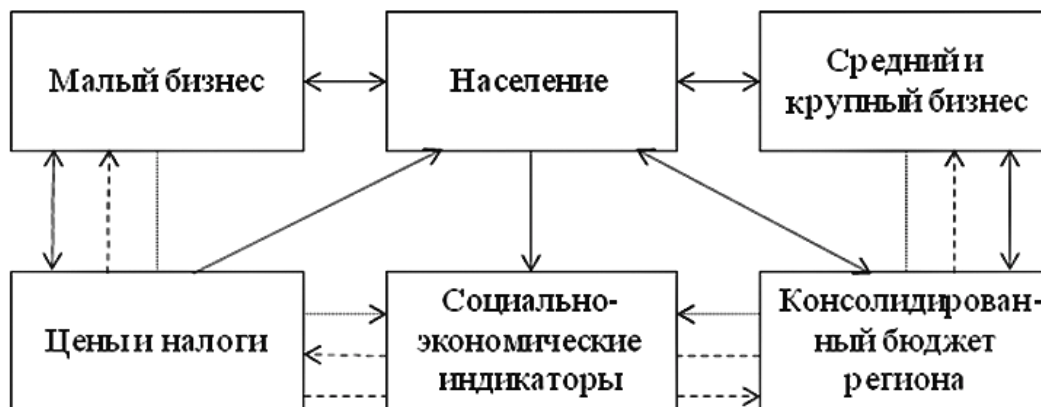 Малый бизнес
Население
Средний и
крупный бизнес
Цены и налоги
Социально-
экономические
индикаторы
Консолидирован-
ный бюджет
региона